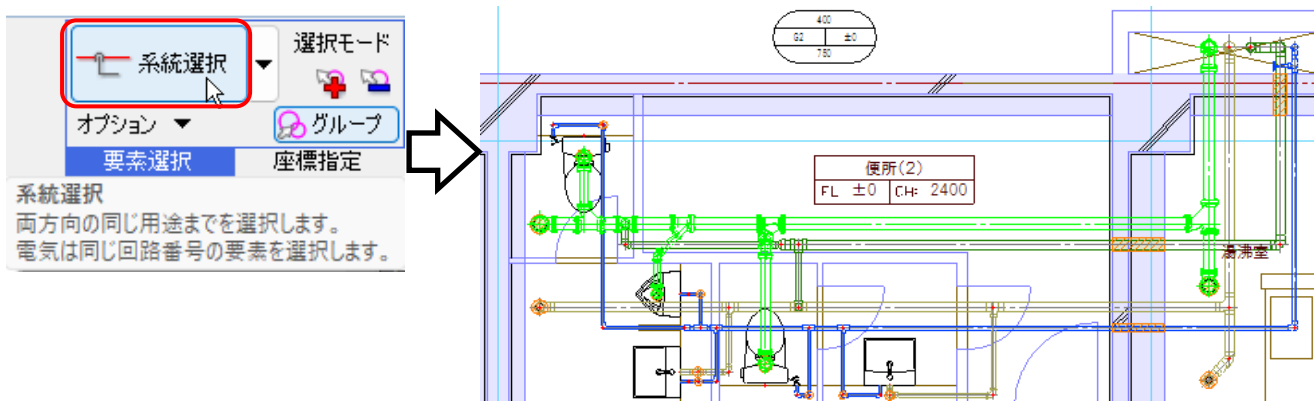 系統選択
選択モード
オプション ▼
グループ
要素選択
座標指定
系統選択
両方向の同じ用途までを選択します。
電気は同じ回路番号の要素を選択します。
400
G2 ±0
750
便所(2)
FL ±0 CH: 2400
湯沸室